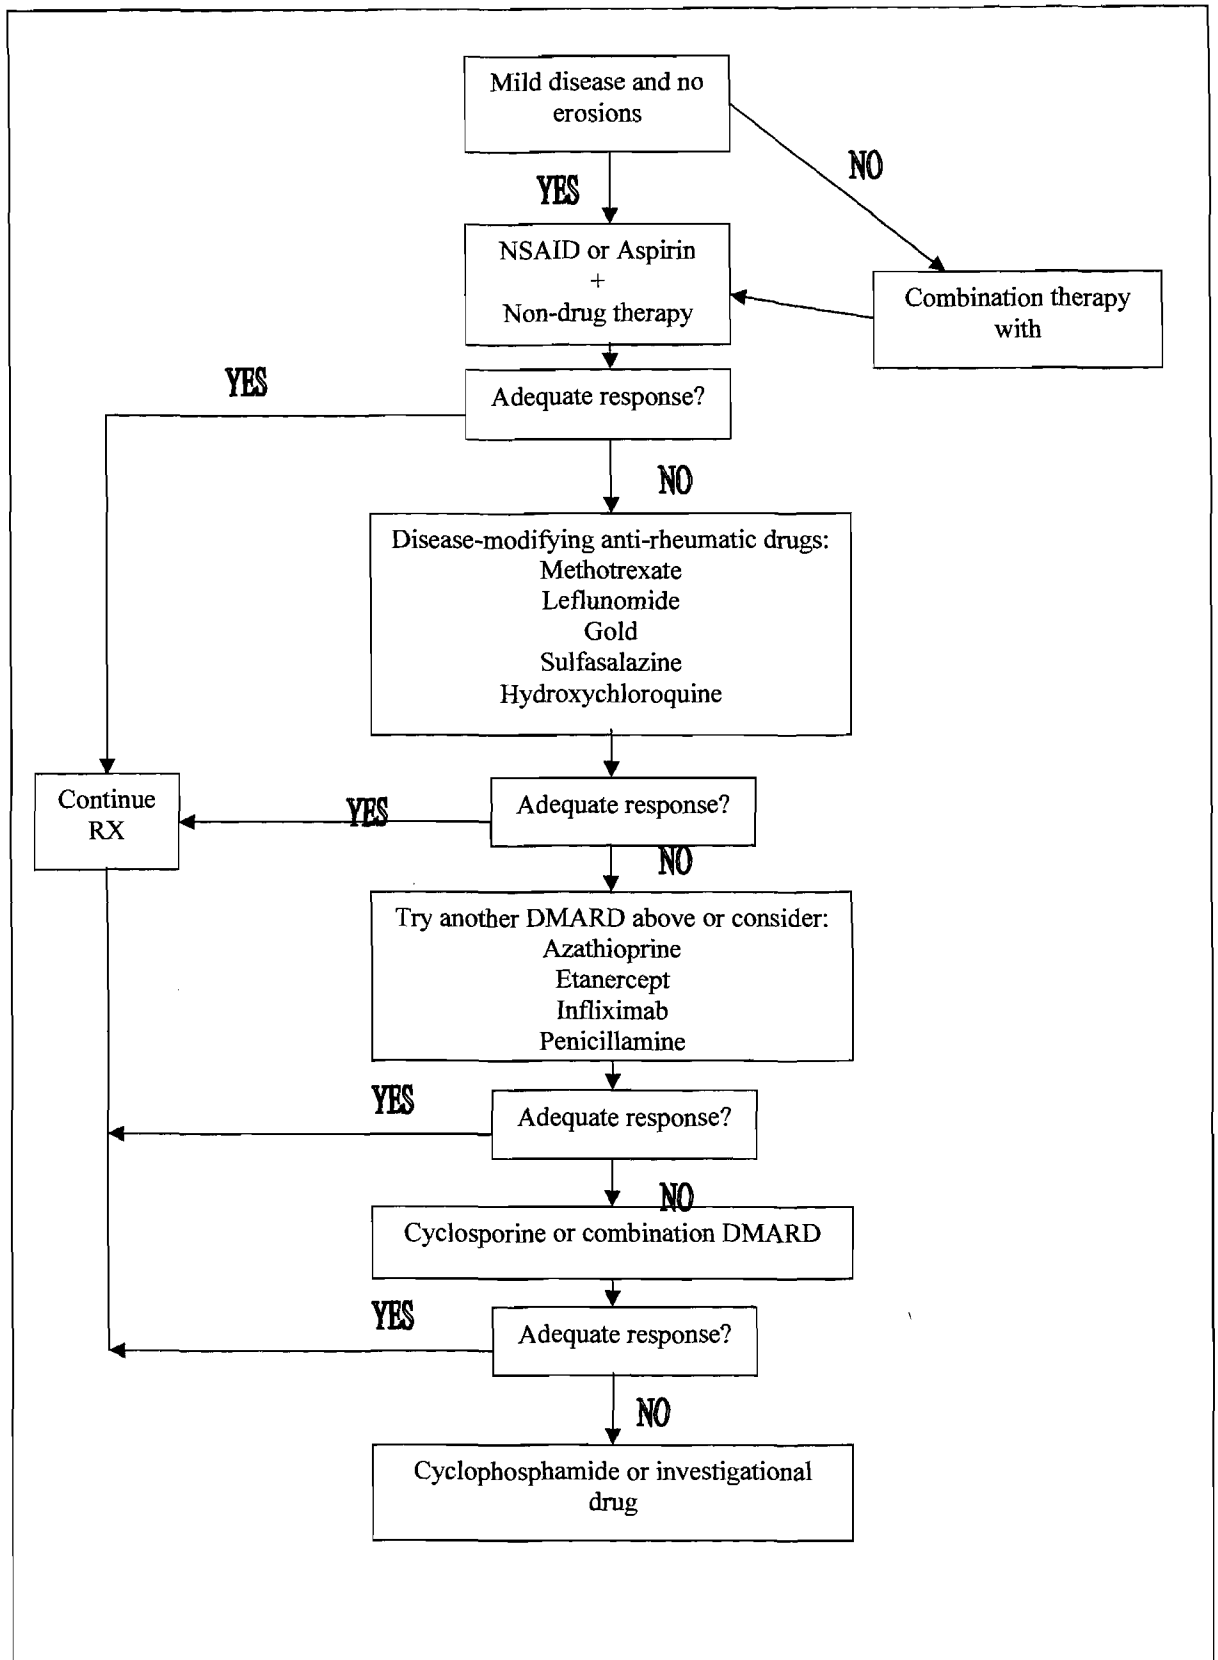 Mild disease and no
erosions
NO
YES
NSAID or Aspirin
+
Non-drug therapy
Combination therapy
with
YES
Adequate response?
NO
Disease-modifying anti-rheumatic drugs:
Methotrexate
Leflunomide
Gold
Sulfasalazine
Hydroxychloroquine
Continue
RX
YES
Adequate response?
NO
Try another DMARD above or consider:
Azathioprine
Etanercept
Infliximab
Penicillamine
YES
Adequate response?
NO
Cyclosporine or combination DMARD
YES
Adequate response?
NO
Cyclophosphamide or investigational
drug